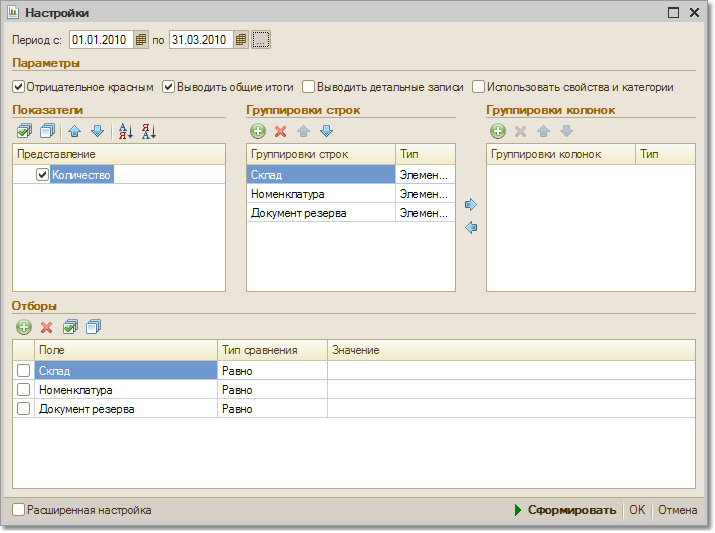 Настройки
Период с: 01.01.2010 по 31.03.2010 ...
Параметры
Отрицательное красным Выводить общие итоги Выводить детальные записи Использовать свойства и категории
Показатели Группировки строк Группировки колонок
Представление Группировки строк Тип Группировки колонок Тип
Количество Склад Элемен...
Номенклатура Элемен...
Документ резерва Элемен...
Отборы
Поле Тип сравнения Значение
Склад Равно
Номенклатура Равно
Документ резерва Равно
Расширенная настройка Сформировать OK Отмена